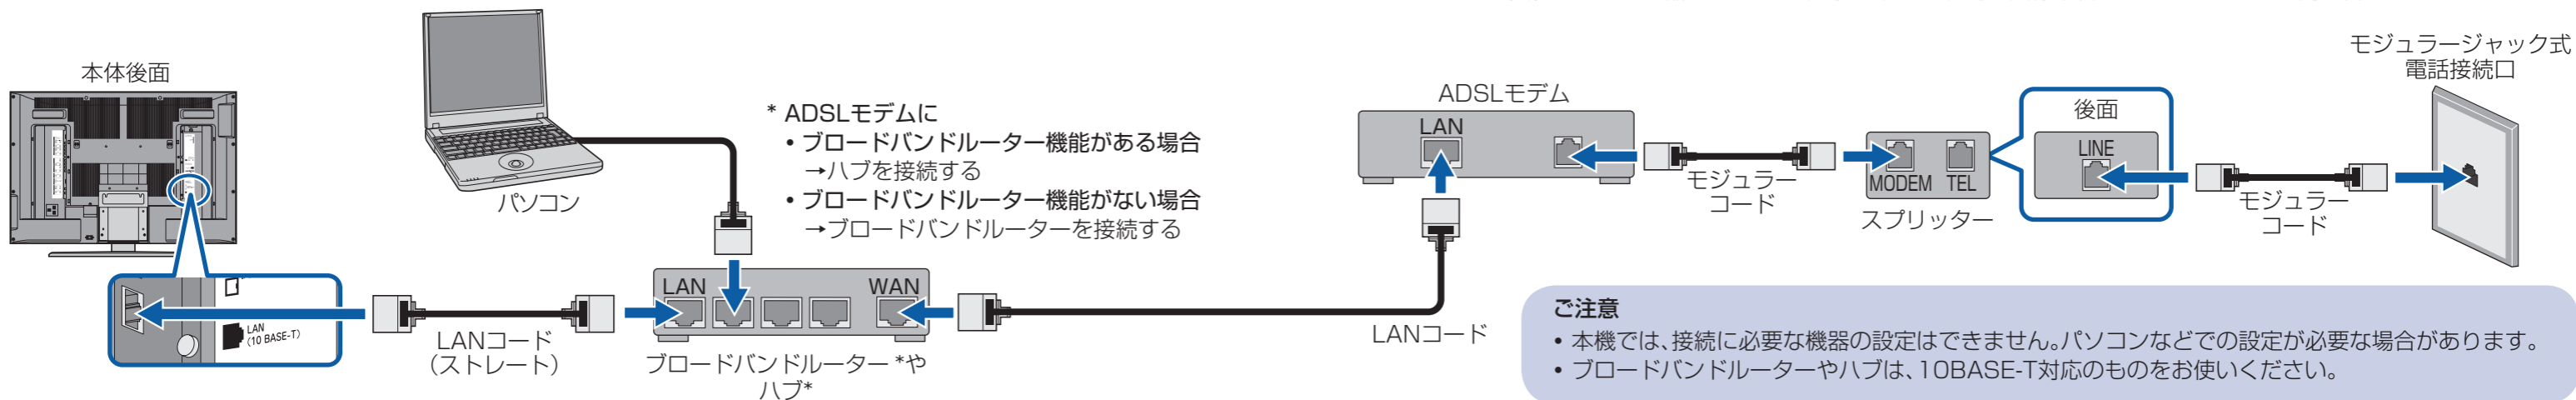 本体後面
LAN
(10 BASE-T)
LANコード
（ストレート）
パソコン
* ADSLモデムに
• ブロードバンドルーター機能がある場合
→ハブを接続する
• ブロードバンドルーター機能がない場合
→ブロードバンドルーターを接続する
LAN
WAN
ブロードバンドルーター *や
ハブ*
LANコード
ADSLモデム
LAN
モジュラー
コード
MODEM TEL
スプリッター
後面
LINE
モジュラー
コード
モジュラージャック式
電話接続口
ご注意
• 本機では、接続に必要な機器の設定はできません。パソコンなどでの設定が必要な場合があります。
• ブロードバンドルーターやハブは、10BASE-T対応のものをお使いください。